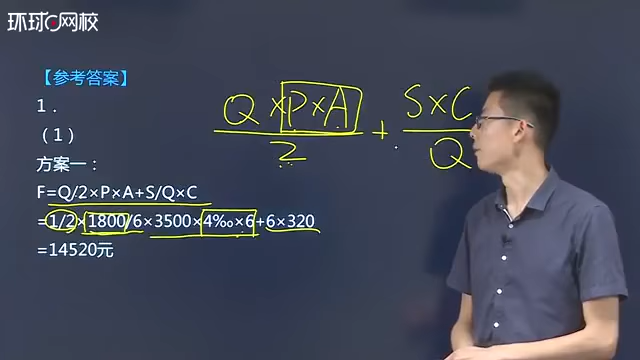 环球网校
【参考答案】
1.
（1）
方案一：
F=Q/2×P×A+S/Q×C
=1/2×1800/6×3500×4‰×6+6×320
=14520元
Q×P×A/2 + S×C/Q